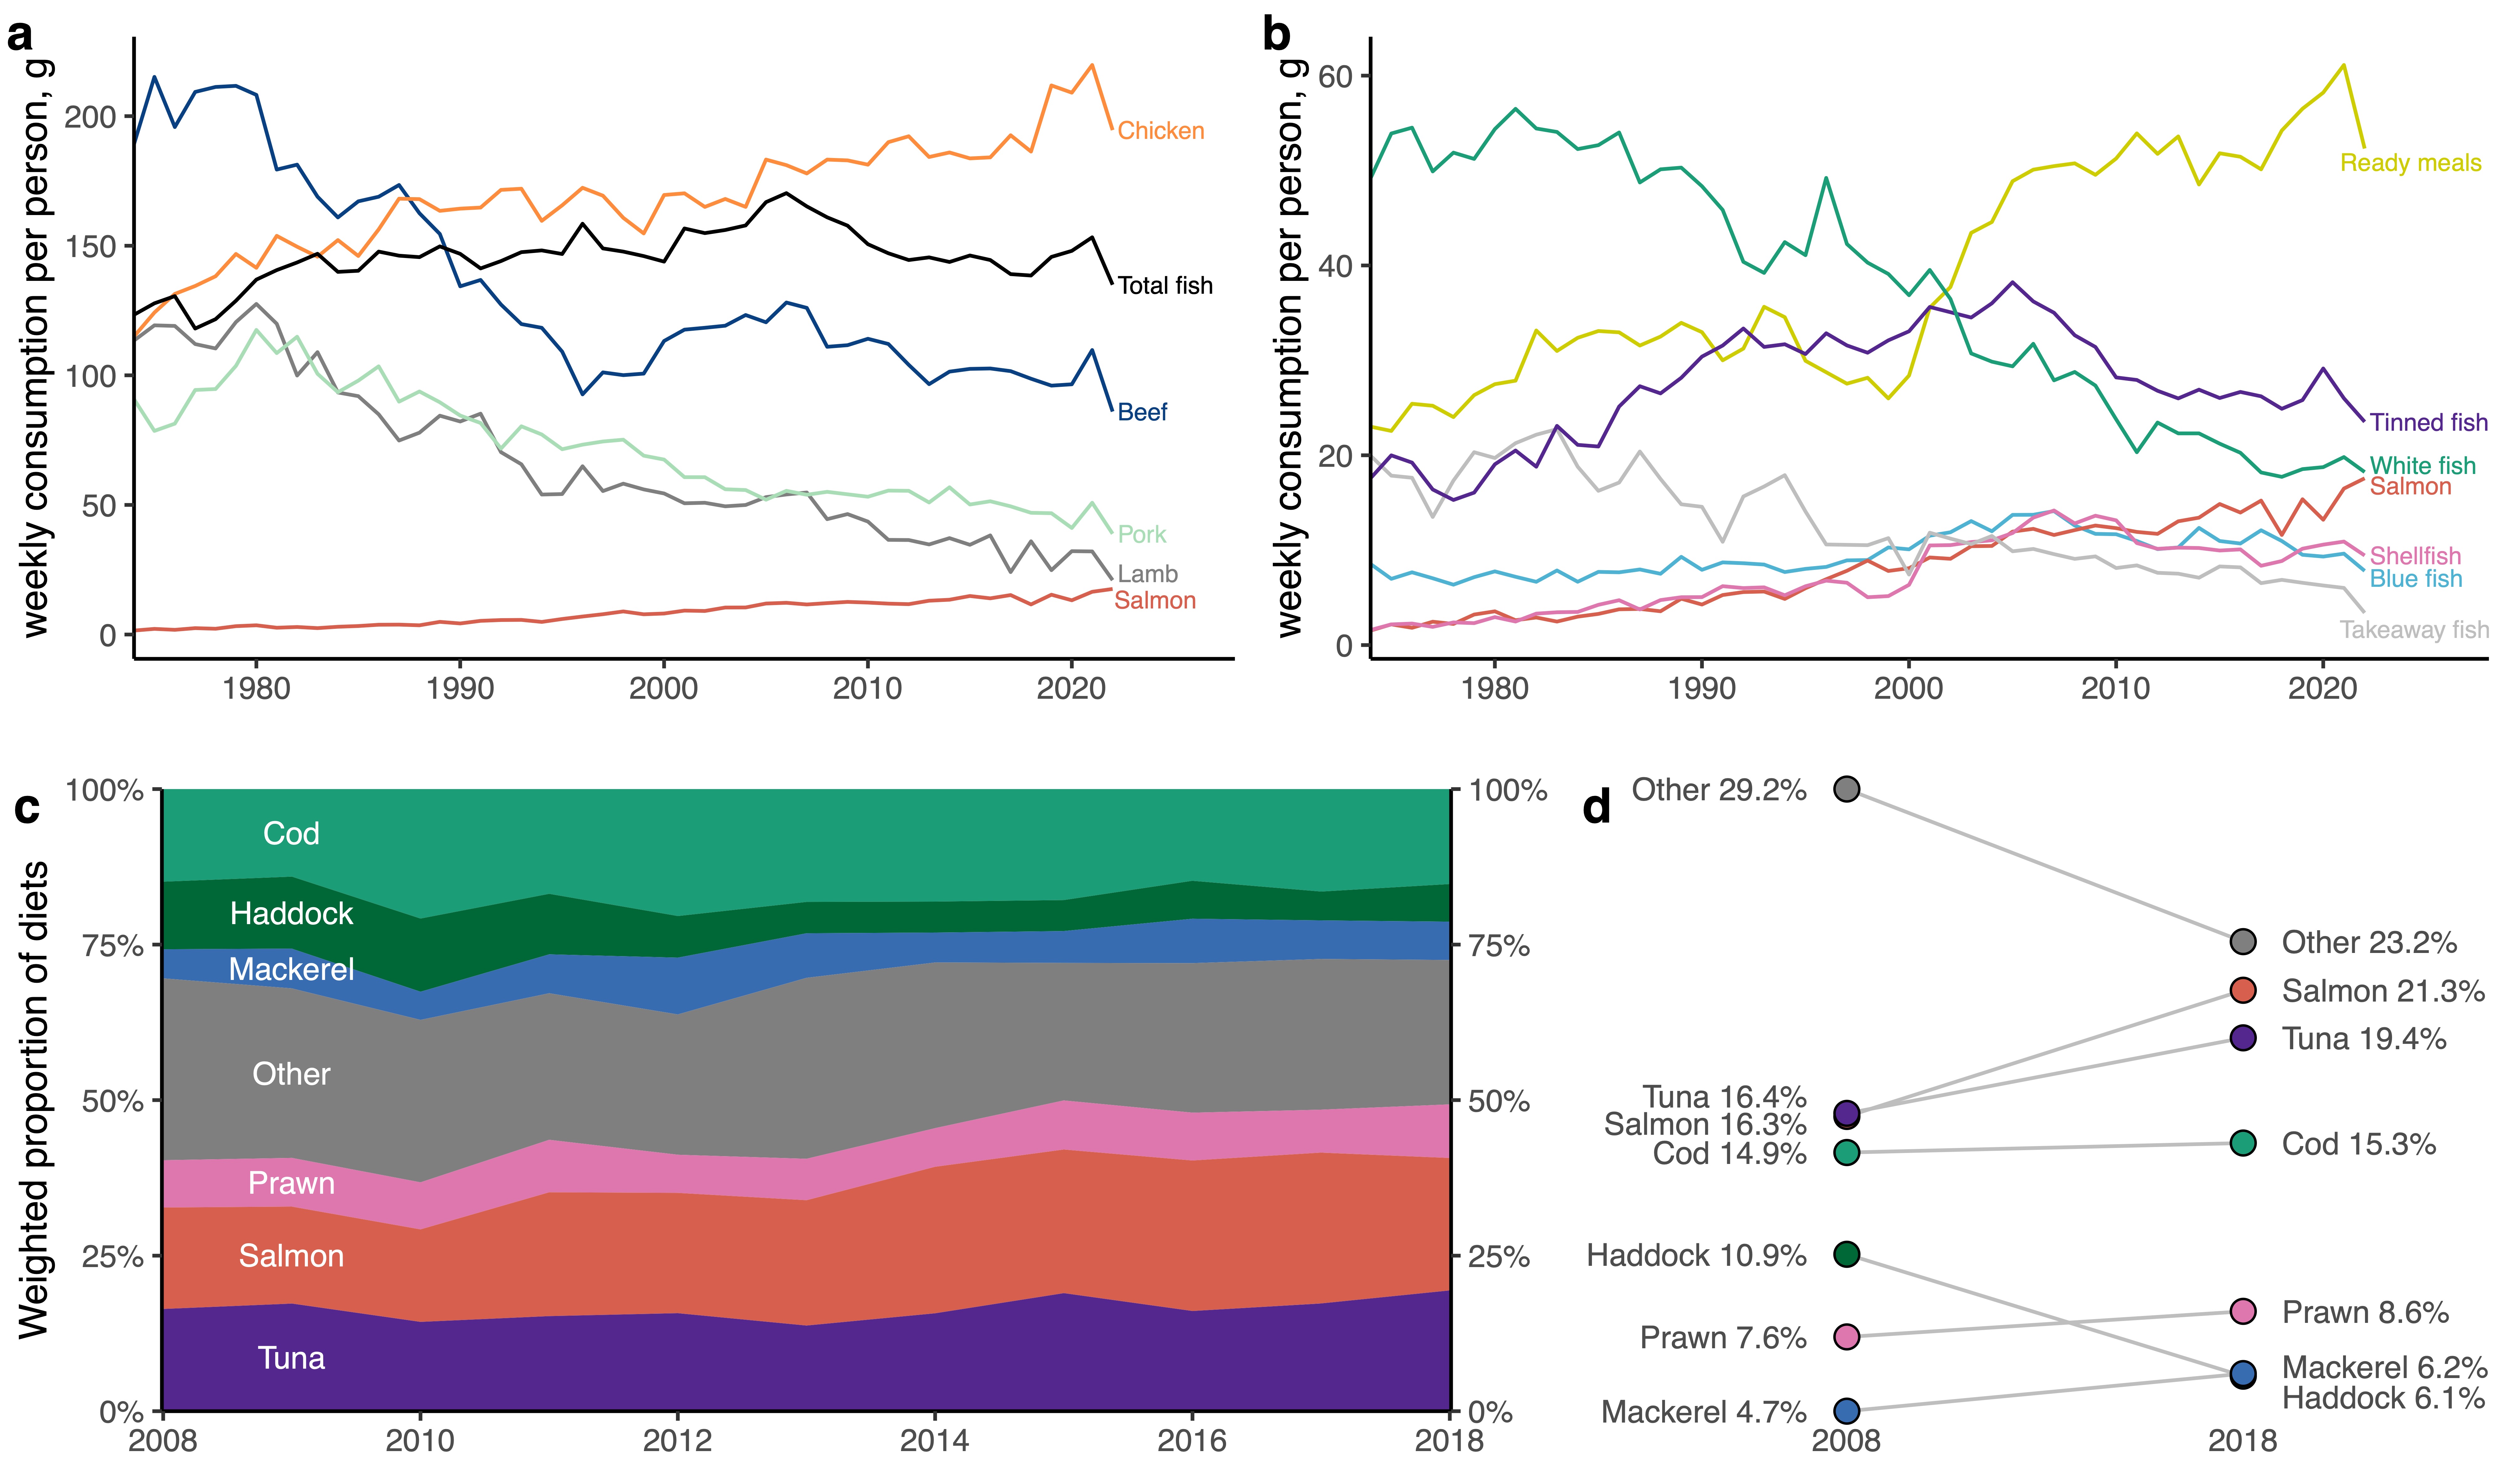 a
weekly consumption per person, g
200
150
100
50
0
1980
1990
2000
2010
2020
Chicken
Total fish
Beef
Pork
Lamb
Salmon
b
weekly consumption per person, g
60
40
20
0
1980
1990
2000
2010
2020
Ready meals
Tinned fish
White fish
Salmon
Shellfish
Blue fish
Takeaway fish
c
Weighted proportion of diets
100%
75%
50%
25%
0%
Cod
Haddock
Mackerel
Other
Prawn
Salmon
Tuna
100%
75%
50%
25%
0%
2008
2010
2012
2014
2016
2018
d
Other 29.2%
Tuna 16.4%
Salmon 16.3%
Cod 14.9%
Haddock 10.9%
Prawn 7.6%
Mackerel 4.7%
Other 23.2%
Salmon 21.3%
Tuna 19.4%
Cod 15.3%
Prawn 8.6%
Mackerel 6.2%
Haddock 6.1%
2008
2018